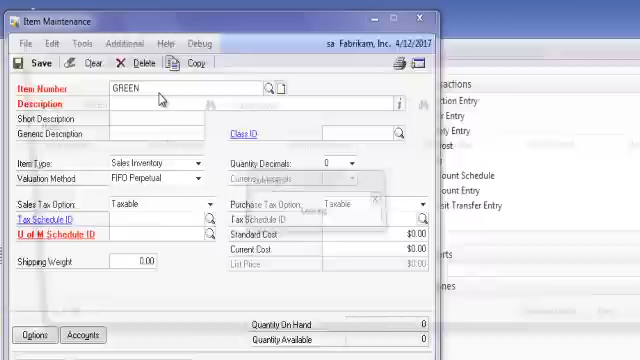 Item Maintenance
File Edit Tools Additional Help Debug sa Fabrikam, Inc. 4/12/2017
Save Clear Delete Copy
Item Number GREEN
Description
Short Description
Generic Description Class ID
Item Type: Sales Inventory Quantity Decimals: 0
Valuation Method FIFO Perpetual
Sales Tax Option: Taxable Purchase Tax Option: Taxable
Tax Schedule ID Tax Schedule ID
U of M Schedule ID Standard Cost $0.00
Current Cost $0.00
Shipping Weight 0.00 List Price $0.00
Options Accounts Quantity On Hand 0
Quantity Available 0
sactions
ction Entry
ry Entry
ely Entry
ost
y Schedule
ount Entry
sit Transfer Entry
orts
nes